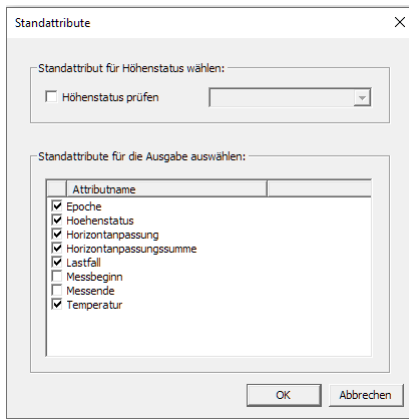 Standattribute
Standattribut für Höhenstatus wählen:
Höhenstatus prüfen
Standattribute für die Ausgabe auswählen:
Attributname
Epoche
Hoehenstatus
Horizontanpassung
Horizontanpassungssumme
Lastfall
Messbeginn
Messende
Temperatur
OK Abbrechen